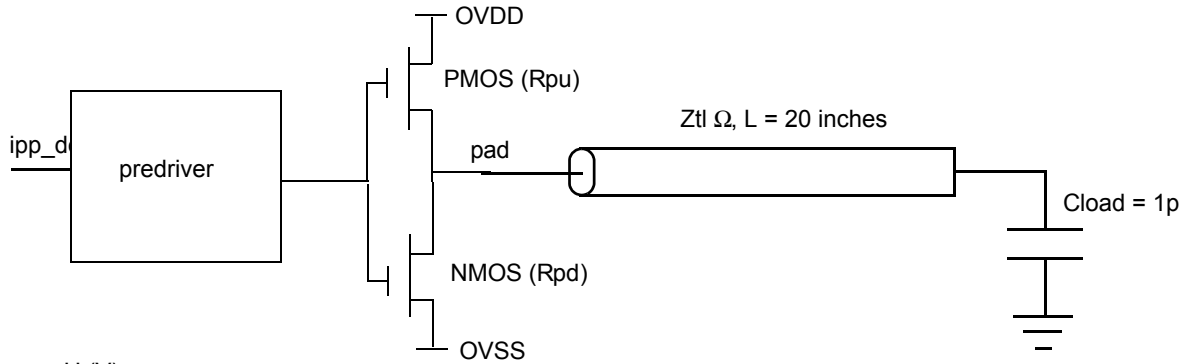 OVDD
PMOS (Rpu)
Ztl Ω, L = 20 inches
pad
predriver
Cload = 1p
NMOS (Rpd)
OVSS